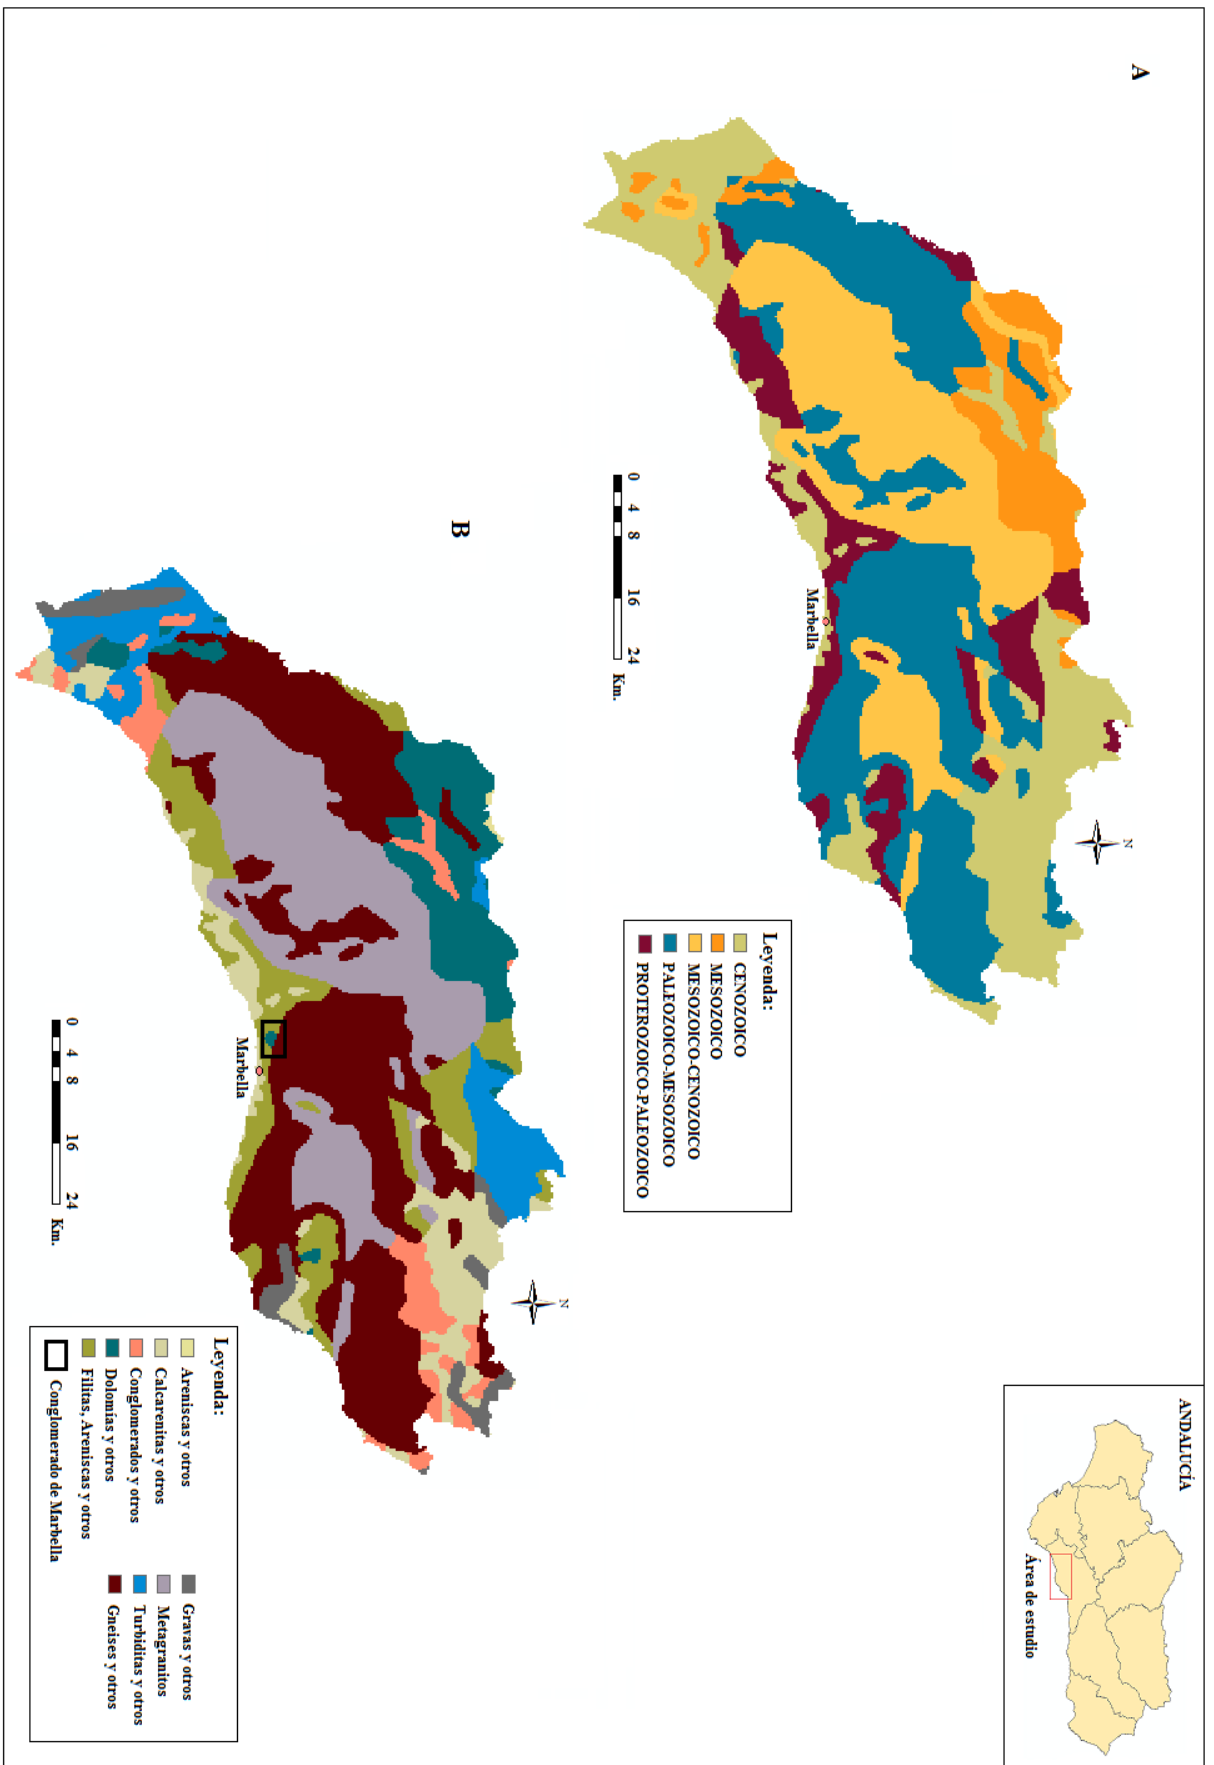 A
ANDALUCÍA
Área de estudio
N
Marbella
0 4 8 16 24
Km.
Leyenda:
CENOZOICO
MESOZOICO
MESOZOICO-CENOZOICO
PALEOZOICO-MESOZOICO
PROTEROZOICO-PALEOZOICO
B
N
Marbella
0 4 8 16 24
Km.
Leyenda:
Areniscas y otros
Calcarenitas y otros
Conglomerados y otros
Dolomías y otros
Filitas, Areniscas y otros
Conglomerado de Marbella
Gravas y otros
Metagranitos
Turbiditas y otros
Gneises y otros